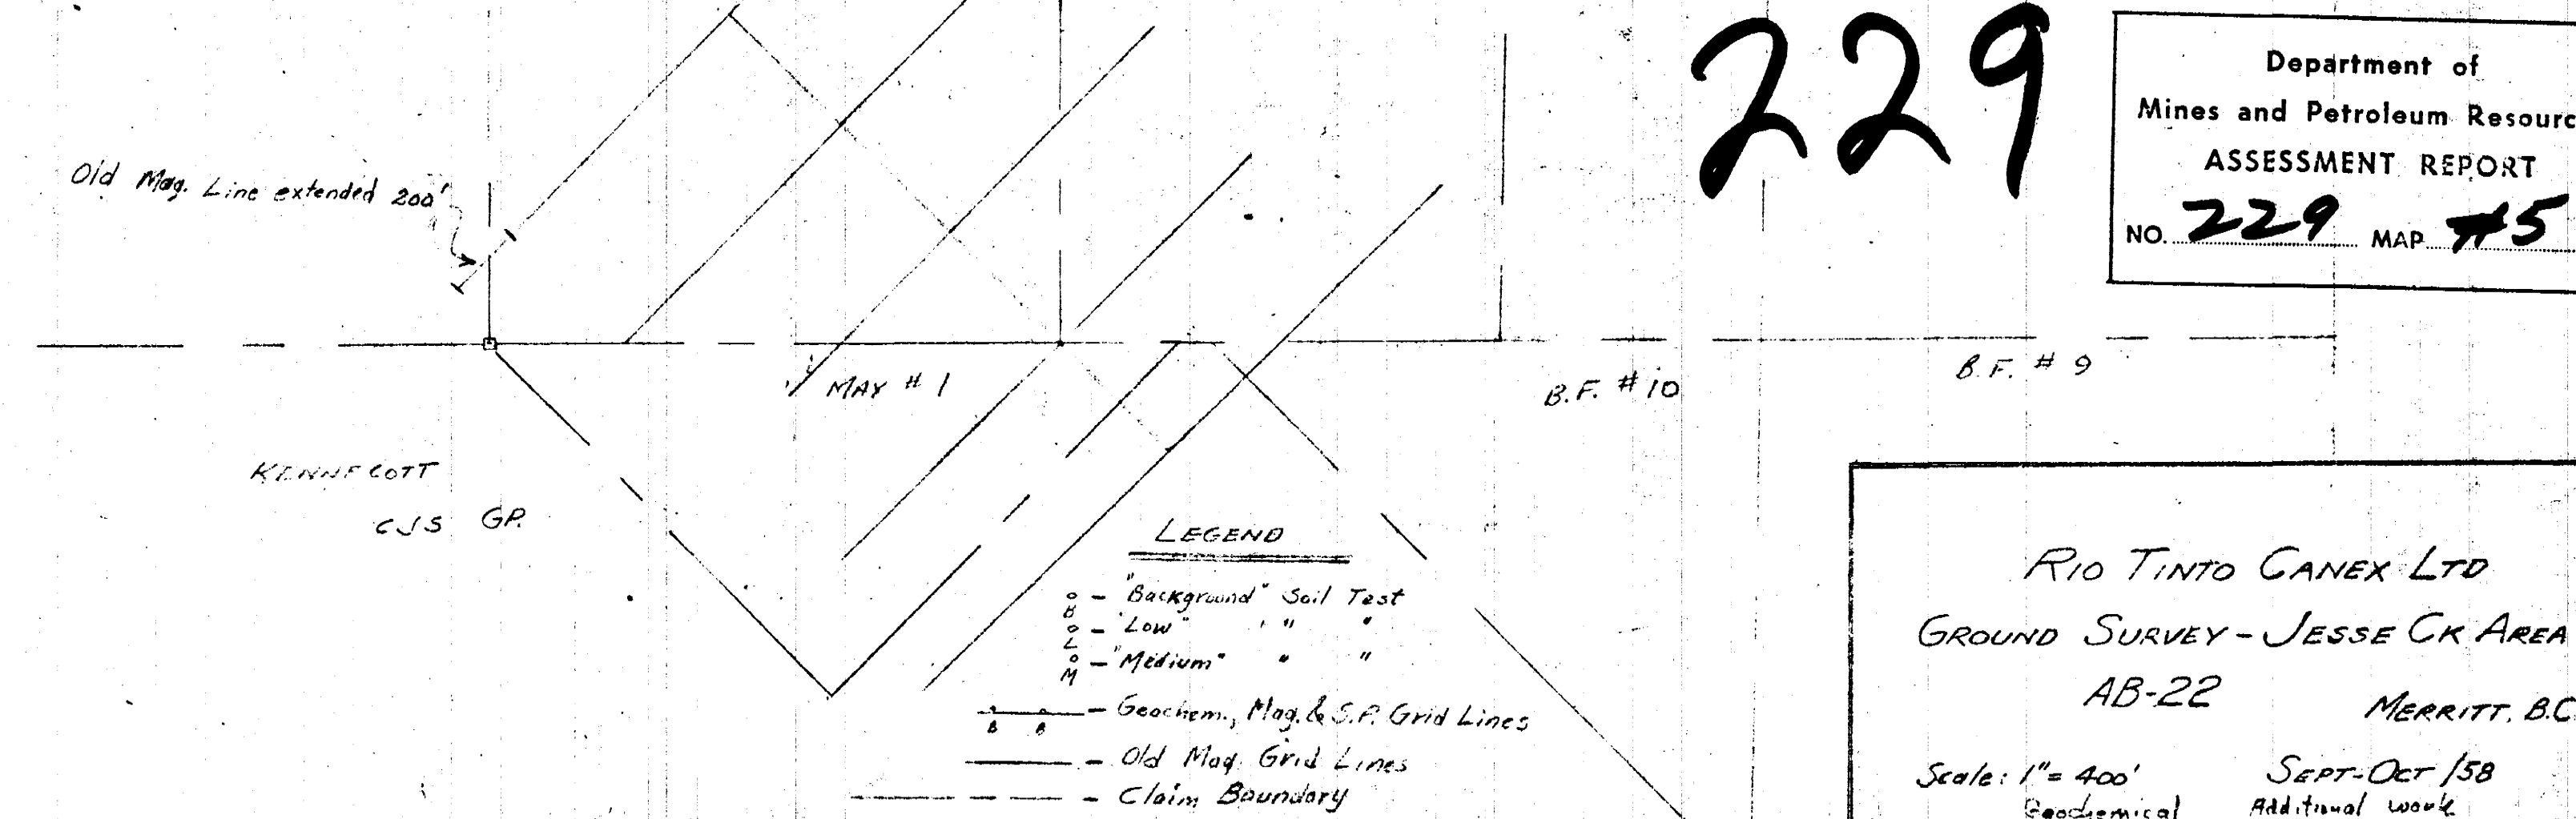 229
Department of
Mines and Petroleum Resourc
ASSESSMENT REPORT
NO. 229 MAP #5
Old Mag. Line extended 200'
MAY # 1
B.F. # 10
B.F. # 9
KENNECOTT
CJS GP.
LEGEND
B - "Background" Soil Test
L - "Low" " "
M - "Medium" " "
B B - Geochem., Mag. & S.P. Grid Lines
- Old Mag. Grid Lines
- Claim Boundary
RIO TINTO CANEX LTD
GROUND SURVEY - JESSE CK AREA
AB-22
MERRITT, B.C
Scale: 1" = 400' SEPT-OCT /58
Geochemical Additional work